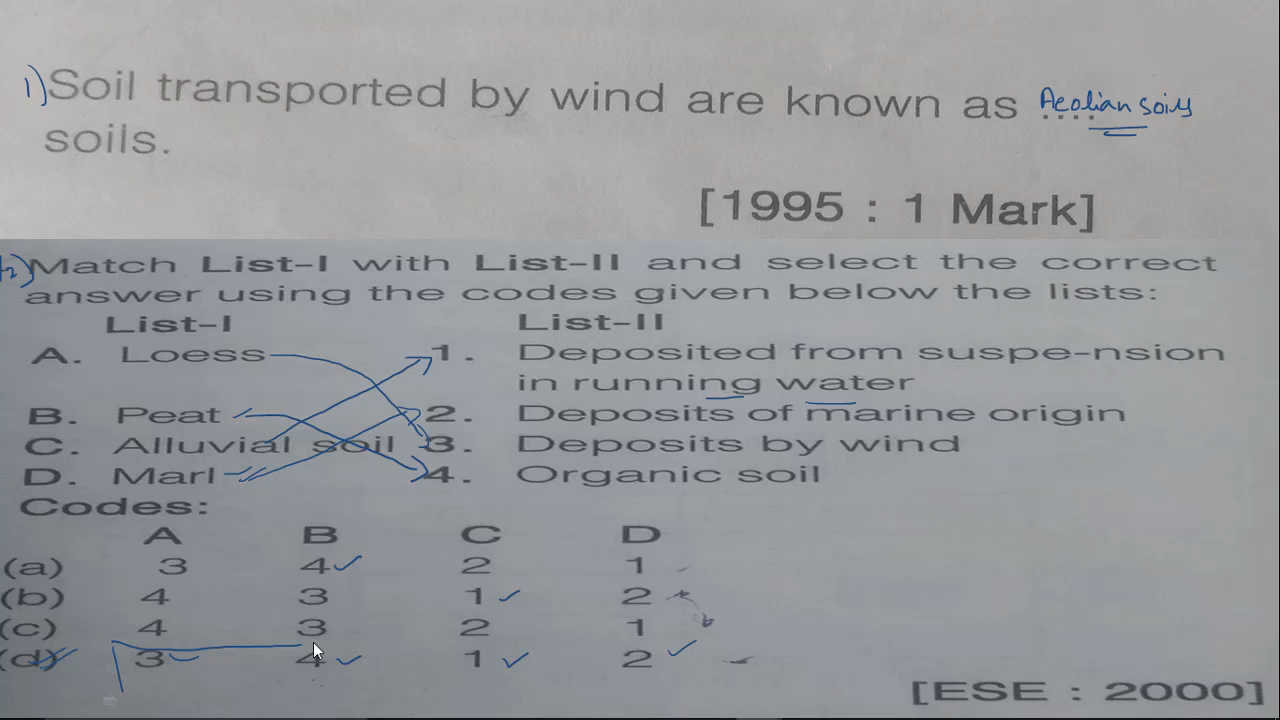 1) Soil transported by wind are known as Aeolian soils
soils.
[1995 : 1 Mark]
2) Match List-I with List-II and select the correct
answer using the codes given below the lists:
List-I List-II
A. Loess 1. Deposited from suspe-nsion
in running water
B. Peat 2. Deposits of marine origin
C. Alluvial soil 3. Deposits by wind
D. Marl 4. Organic soil
Codes:
A B C D
(a) 3 4 2 1
(b) 4 3 1 2
(c) 4 3 2 1
(d) 3 4 1 2
[ESE : 2000]